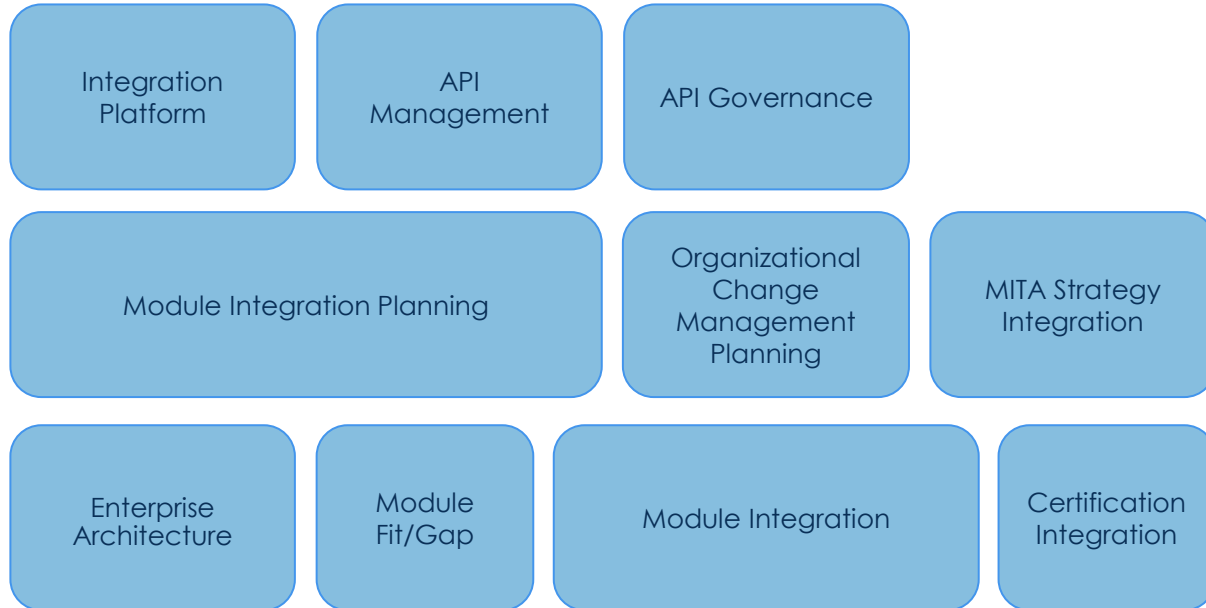 Integration
Platform
API
Management
API Governance
Module Integration Planning
Organizational
Change
Management
Planning
MITA Strategy
Integration
Enterprise
Architecture
Module
Fit/Gap
Module Integration
Certification
Integration